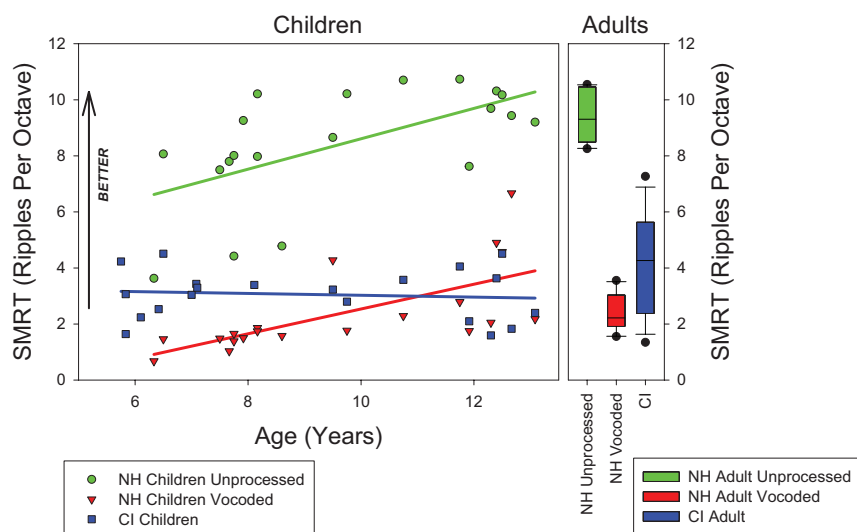 Children
Adults
SMRT (Ripples Per Octave)
12
10
8
6
4
2
0
BETTER
6
8
10
12
Age (Years)
12
10
8
6
4
2
0
SMRT (Ripples Per Octave)
NH Unprocessed
NH Vocoded
CI
NH Children Unprocessed
NH Children Vocoded
CI Children
NH Adult Unprocessed
NH Adult Vocoded
CI Adult